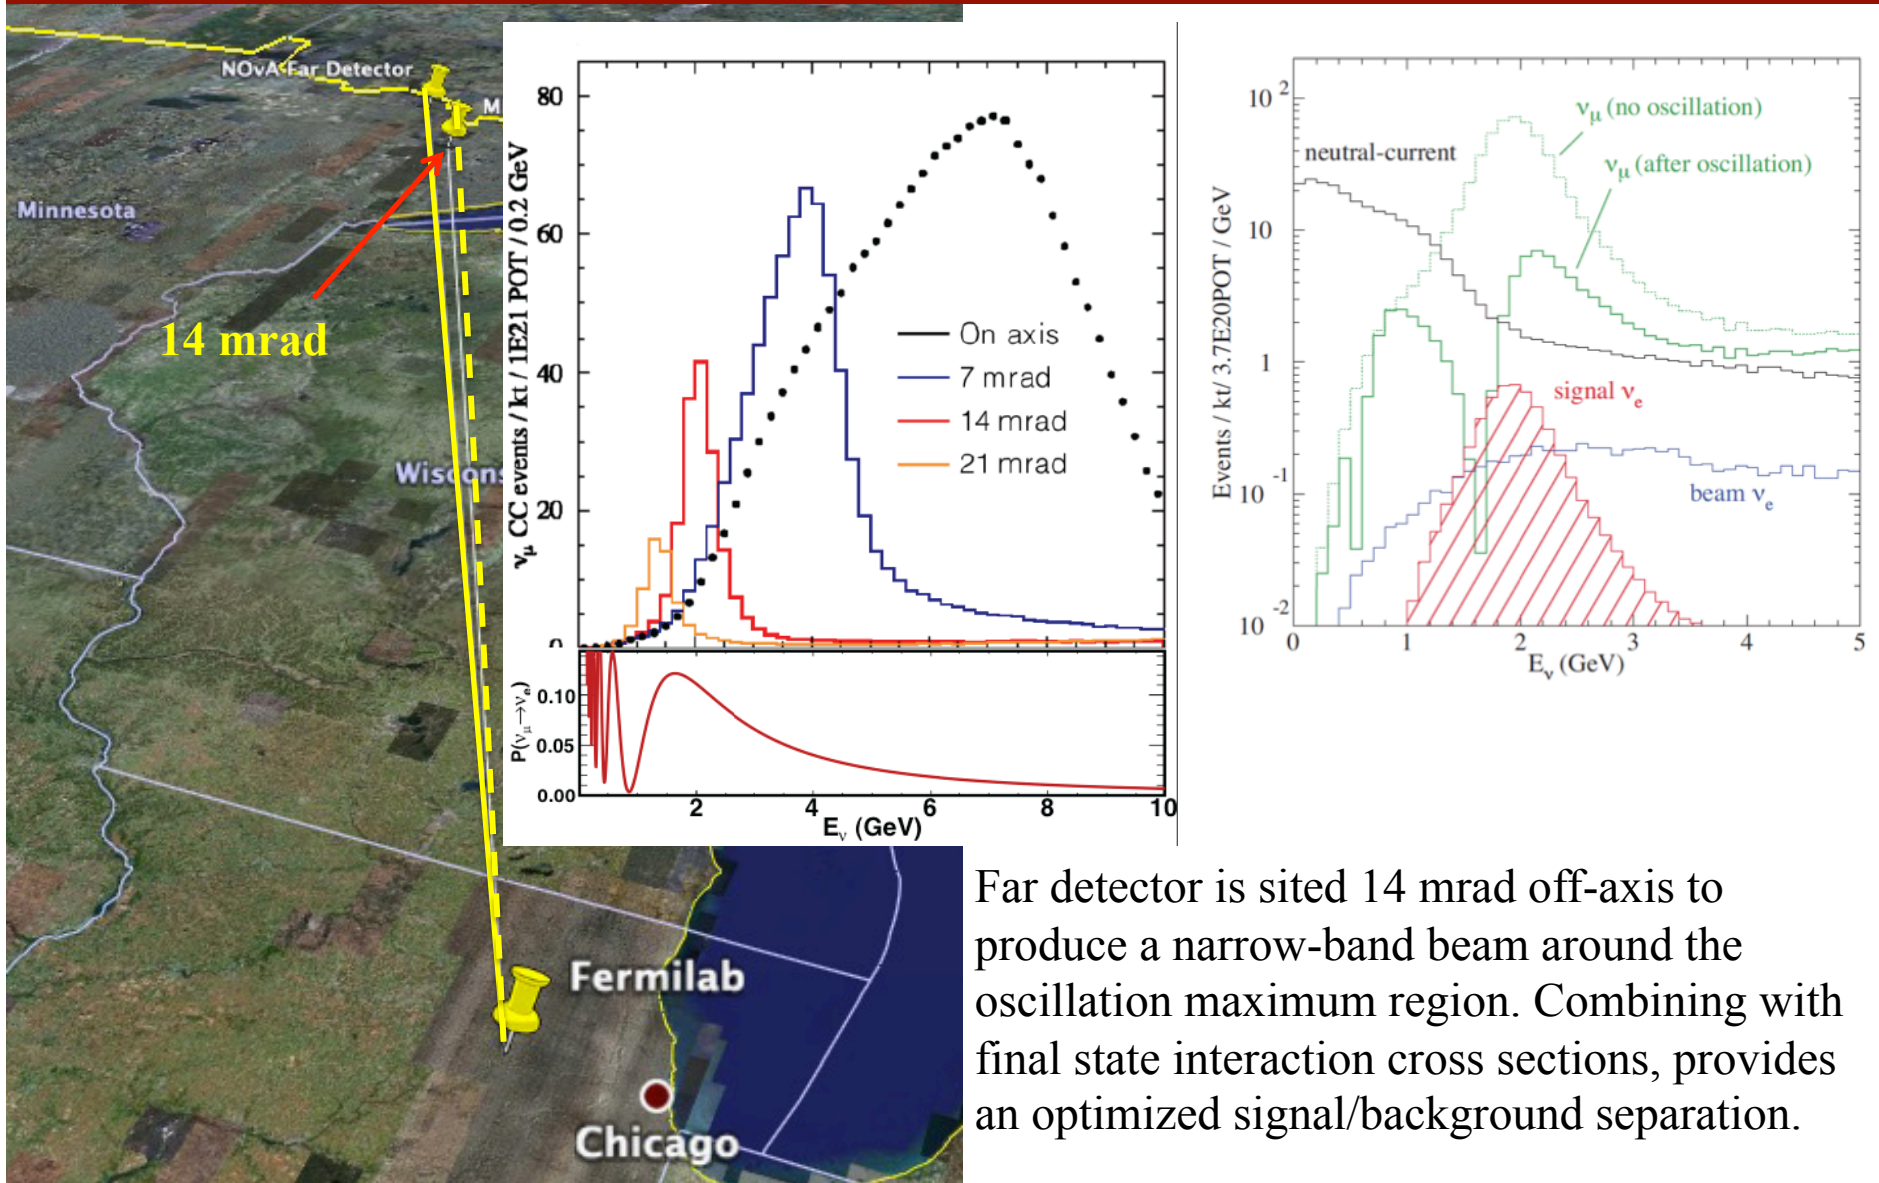 NOvA Far Detector
M
Minnesota
14 mrad
Wiscons
Fermilab
Chicago
νμ CC events / kt / 1E21 POT / 0.2 GeV
80
60
40
20
0
On axis
7 mrad
14 mrad
21 mrad
P(νμ→νe)
0.10
0.05
0.00
2 4 6 8 10
Eν (GeV)
Events / kt/ 3.7E20POT / GeV
10 2
10
1
10 -1
10 -2
neutral-current
νμ (no oscillation)
νμ (after oscillation)
signal νe
beam νe
0 1 2 3 4 5
Eν (GeV)
Far detector is sited 14 mrad off-axis to
produce a narrow-band beam around the
oscillation maximum region. Combining with
final state interaction cross sections, provides
an optimized signal/background separation.